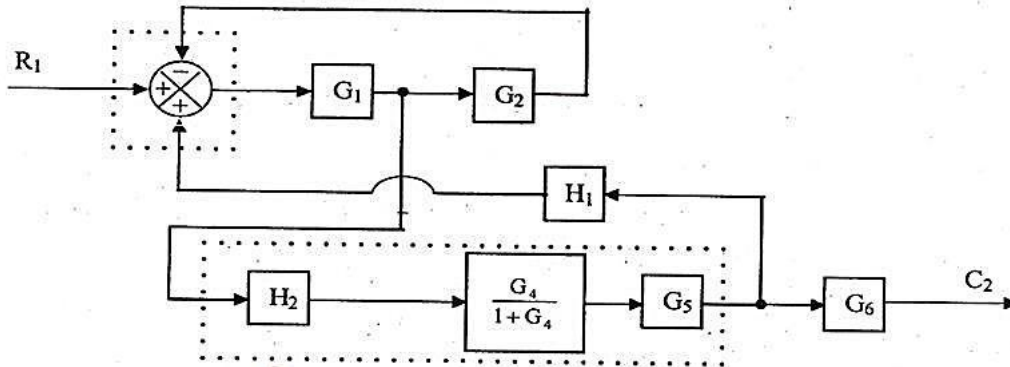 R₁
−
+
+
G₁
G₂
H₁
H₂
G₄
1+G₄
G₅
G₆
C₂